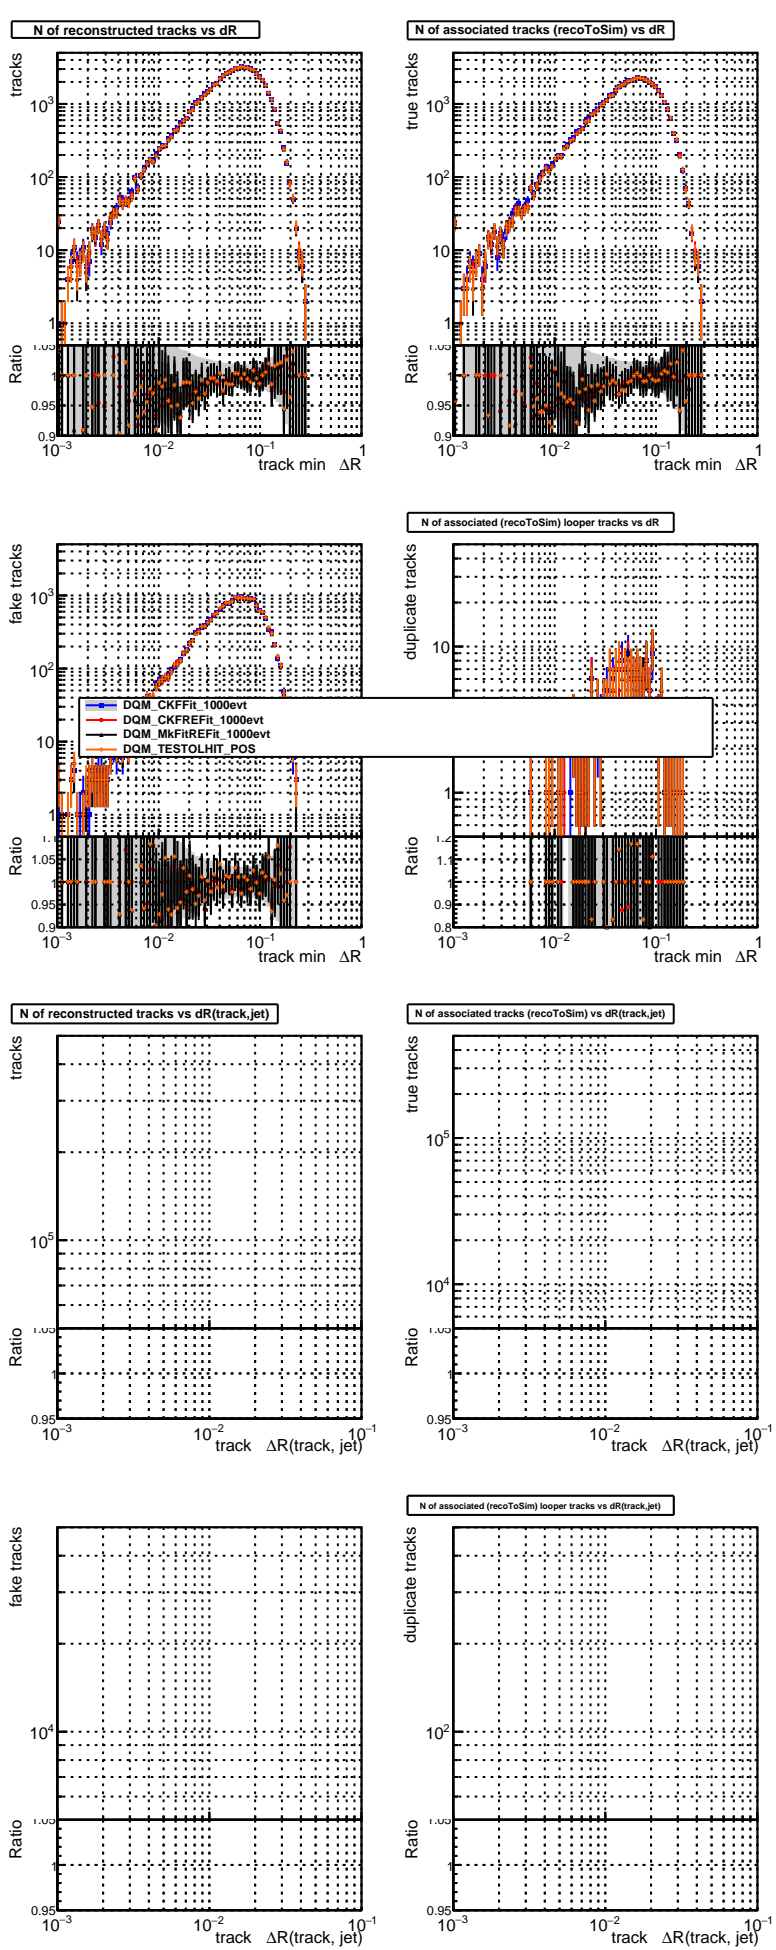 N of reconstructed tracks vs dR
N of associated tracks (recoToSim) vs dR
tracks
10³
10²
10
1
Ratio
1.05
1
0.95
0.9
10⁻³
10⁻²
10⁻¹
1
track min ΔR
true tracks
10³
10²
10
1
Ratio
1.05
1
0.95
0.9
10⁻³
10⁻²
10⁻¹
1
track min ΔR
N of associated (recoToSim) looper tracks vs dR
fake tracks
10³
10²
10
1
Ratio
1.1
1.05
1
0.95
0.9
10⁻³
10⁻²
10⁻¹
1
track min ΔR
duplicate tracks
10
1
Ratio
1.2
1.1
1
0.9
0.8
10⁻³
10⁻²
10⁻¹
1
track min ΔR
DQM_CKFFit_1000evt
DQM_CKFREFit_1000evt
DQM_MkFitREFit_1000evt
DQM_TESTOLHIT_POS
N of reconstructed tracks vs dR(track,jet)
N of associated tracks (recoToSim) vs dR(track,jet)
tracks
10⁵
Ratio
1.05
1
0.95
10⁻³
10⁻²
10⁻¹
track ΔR(track, jet)
true tracks
10⁵
10⁴
Ratio
1.05
1
0.95
10⁻³
10⁻²
10⁻¹
track ΔR(track, jet)
N of associated (recoToSim) looper tracks vs dR(track,jet)
fake tracks
10⁴
Ratio
1.05
1
0.95
10⁻³
10⁻²
10⁻¹
track ΔR(track, jet)
duplicate tracks
10²
Ratio
1.05
1
0.95
10⁻³
10⁻²
10⁻¹
track ΔR(track, jet)